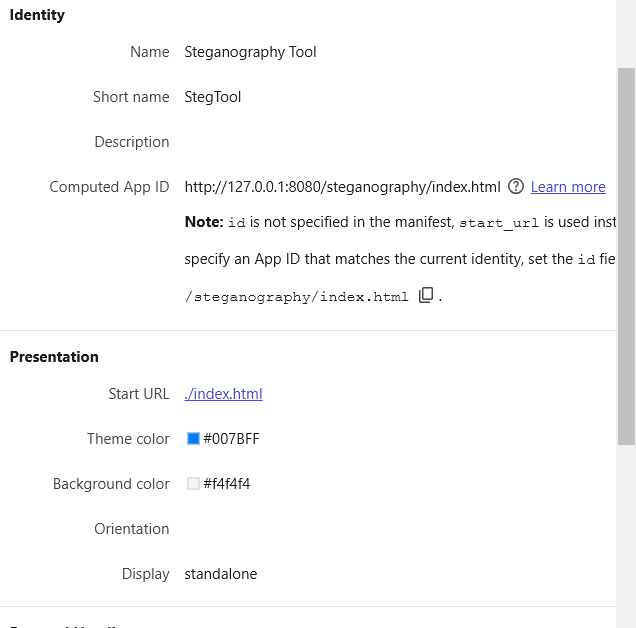 Identity
Name Steganography Tool
Short name StegTool
Description
Computed App ID http://127.0.0.1:8080/steganography/index.html ? Learn more
Note: id is not specified in the manifest, start_url is used inst
specify an App ID that matches the current identity, set the id fie
/steganography/index.html .
Presentation
Start URL ./index.html
Theme color #007BFF
Background color #f4f4f4
Orientation
Display standalone